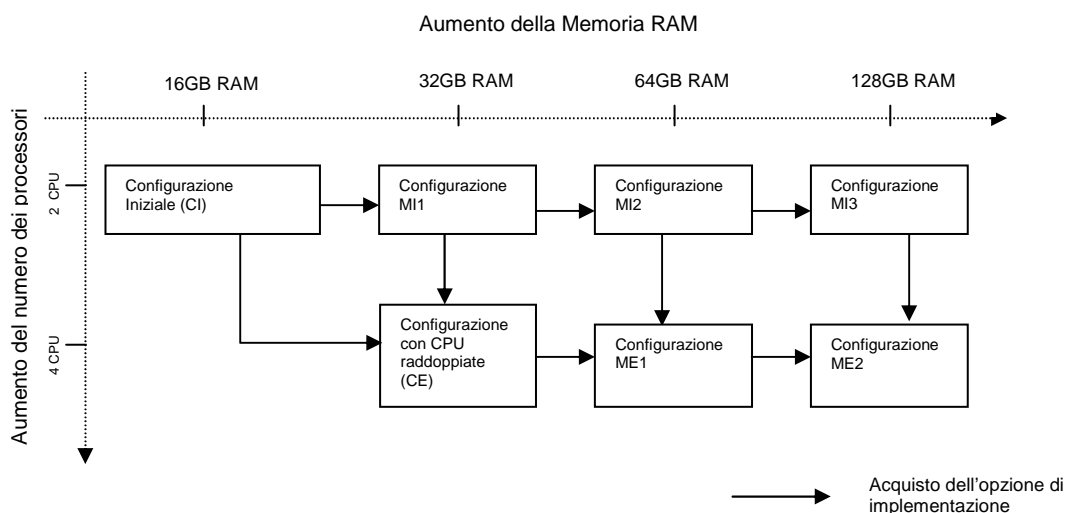 Aumento della Memoria RAM
16GB RAM
32GB RAM
64GB RAM
128GB RAM
Aumento del numero dei processori
2 CPU
4 CPU
Configurazione
Iniziale (CI)
Configurazione
MI1
Configurazione
MI2
Configurazione
MI3
Configurazione
con CPU
raddoppiate
(CE)
Configurazione
ME1
Configurazione
ME2
Acquisto dell'opzione di
implementazione